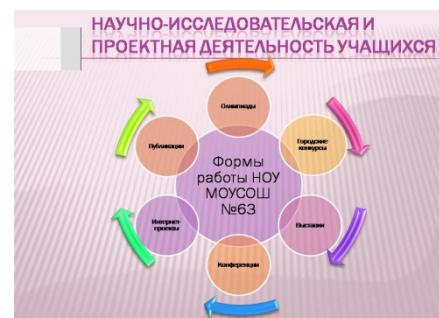 НАУЧНО-ИССЛЕДОВАТЕЛЬСКАЯ И
ПРОЕКТНАЯ ДЕЯТЕЛЬНОСТЬ УЧАЩИХСЯ
Олимпиады
Городские
конкурсы
Выставки
Конференции
Интернет-
проекты
Публикации
Формы
работы НОУ
МОУСОШ
№63